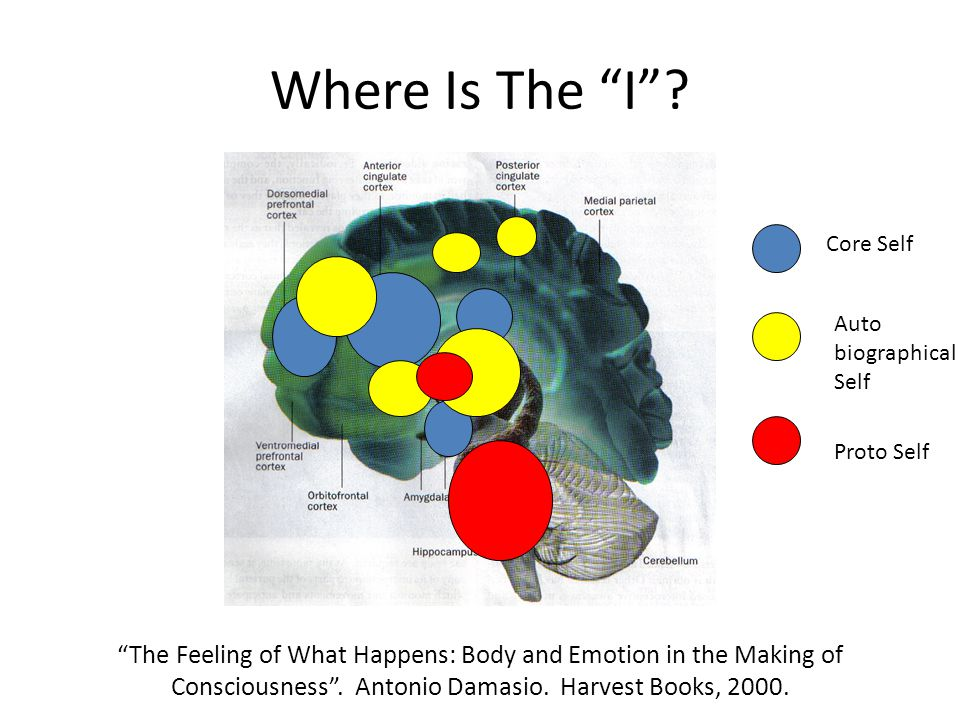 Where Is The “I”?
Anterior
cingulate
cortex
Posterior
cingulate
cortex
Dorsomedial
prefrontal
cortex
Medial parietal
cortex
Core Self
Auto
biographical
Self
Proto Self
Ventromedial
prefrontal
cortex
Orbitofrontal
cortex
Amygdala
Hippocampus
Cerebellum
“The Feeling of What Happens: Body and Emotion in the Making of
Consciousness”. Antonio Damasio. Harvest Books, 2000.